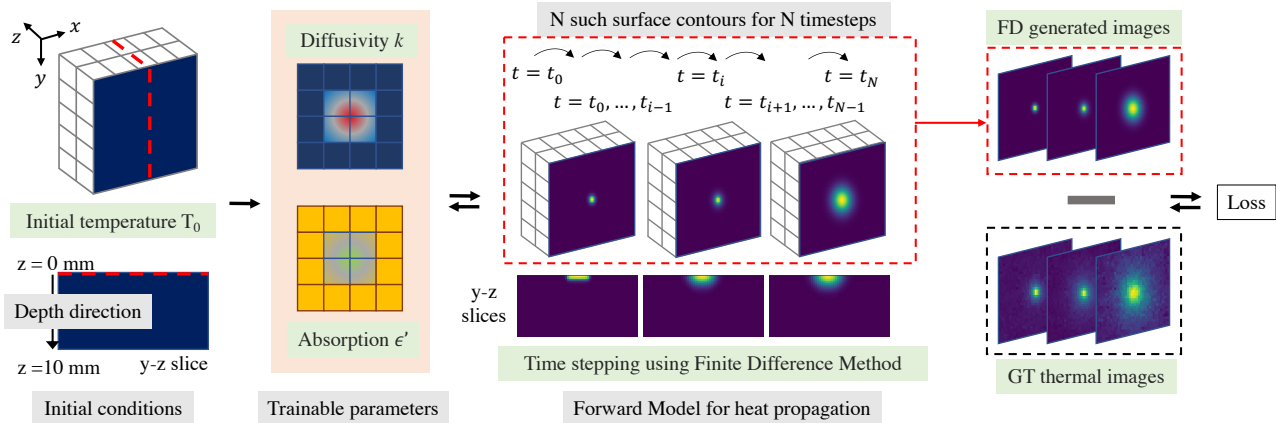 z
x
y
Initial temperature T₀
z = 0 mm
Depth direction
z = 10 mm
y-z slice
Initial conditions
Diffusivity k
Absorption ϵ'
Trainable parameters
N such surface contours for N timesteps
t = t₀
t = tᵢ
t = t_N
t = t₀, … , tᵢ₋₁
t = tᵢ₊₁, … , t_{N−1}
y-z
slices
Time stepping using Finite Difference Method
Forward Model for heat propagation
FD generated images
Loss
GT thermal images